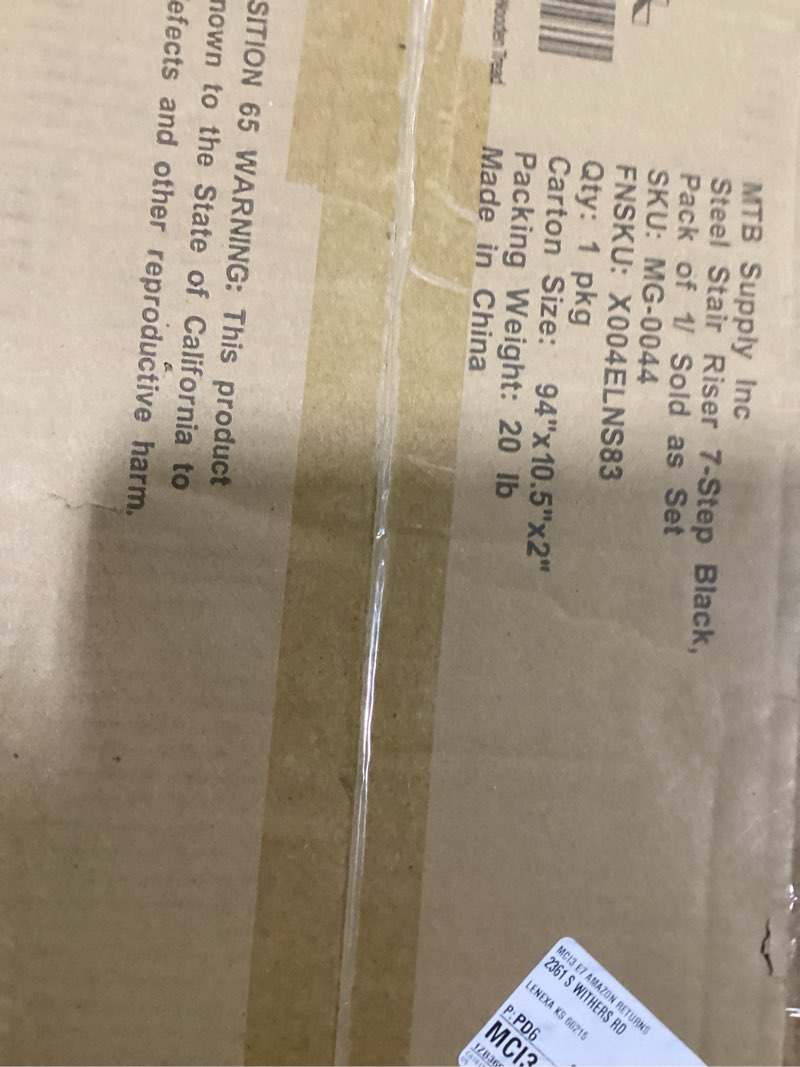 MTB Supply Inc
Steel Stair Riser 7-Step Black,
Pack of 1/ Sold as Set
SKU: MG-0044
FNSKU: X004ELNS83
Qty: 1 pkg
Carton Size: 94"x10.5"x2"
Packing Weight: 20 lb
Made in China
Wooden Tread
SITION 65 WARNING: This product
nown to the State of California to
efects and other reproductive harm.
MCI3 E7 AMAZON RETURNS
2361 S WITHERS RD
LENEXA KS 66215
P:PD6
MCI3